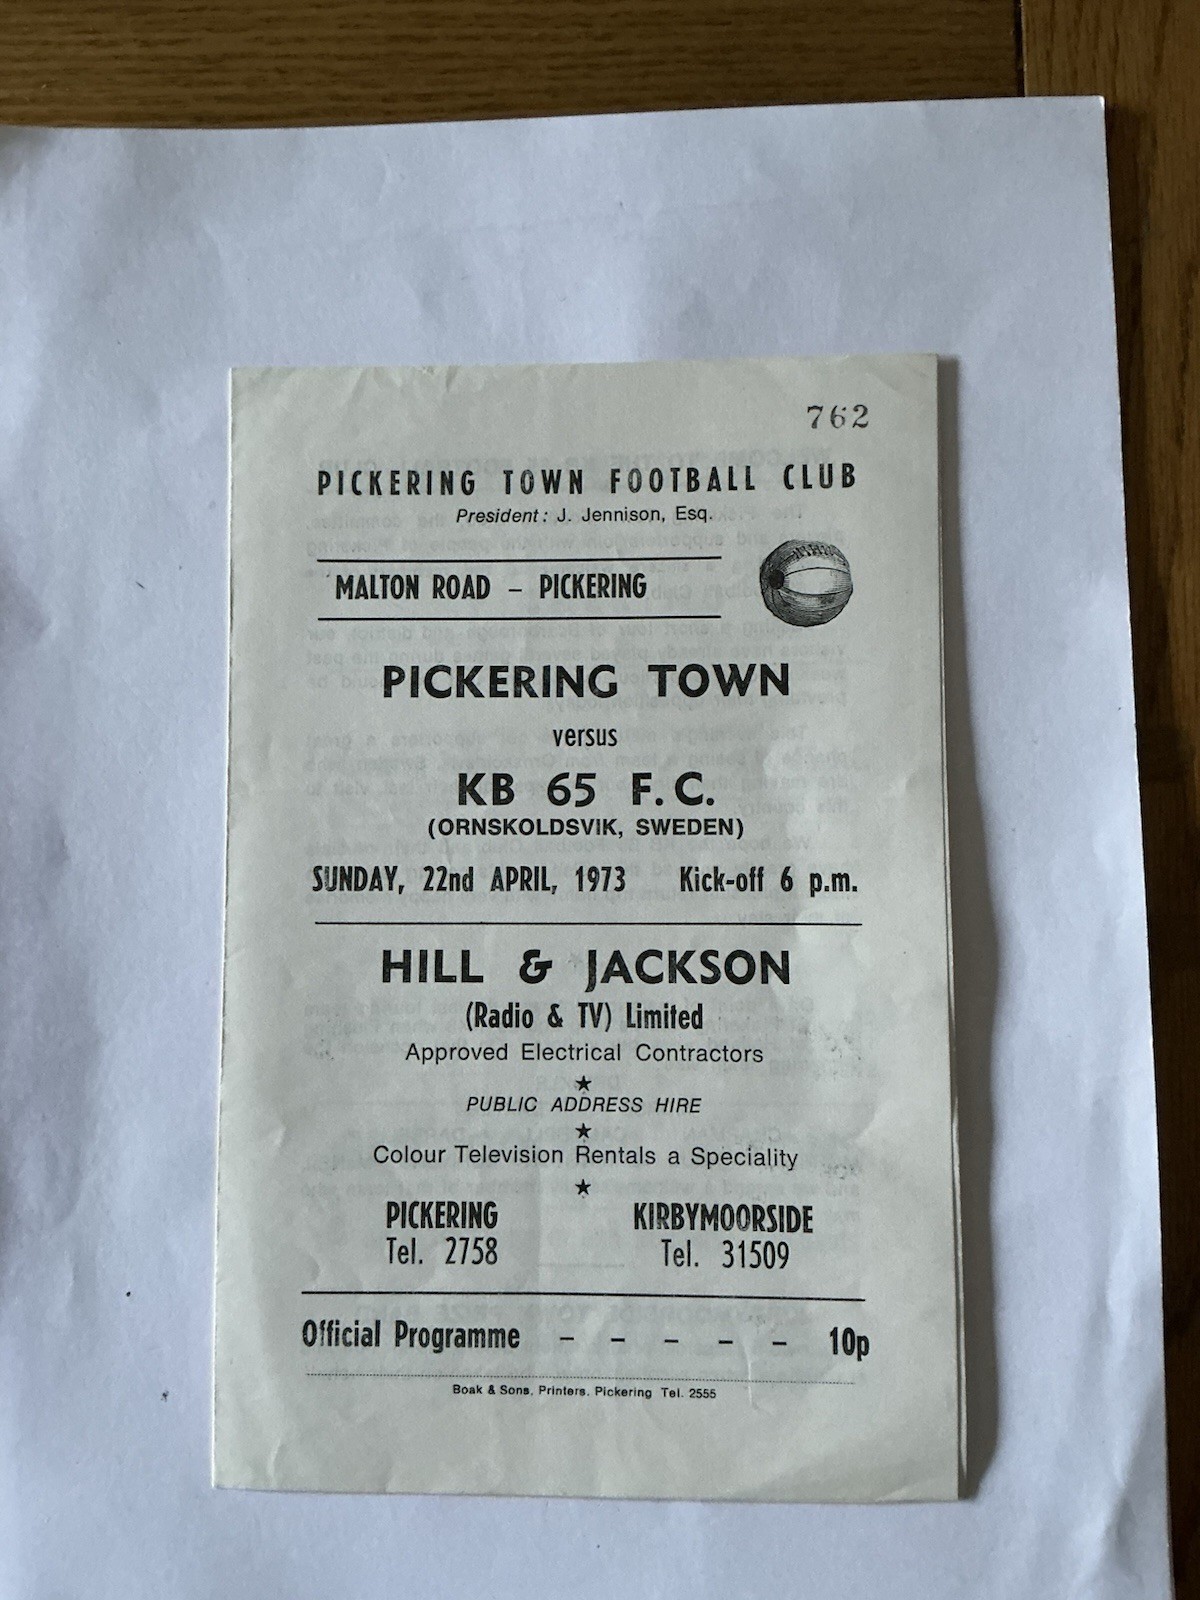 762
PICKERING TOWN FOOTBALL CLUB
President: J. Jennison, Esq.
MALTON ROAD – PICKERING
PICKERING TOWN
versus
KB 65 F.C.
(ORNSKOLDSVIK, SWEDEN)
SUNDAY, 22nd APRIL, 1973 Kick-off 6 p.m.
HILL & JACKSON
(Radio & TV) Limited
Approved Electrical Contractors
★
PUBLIC ADDRESS HIRE
★
Colour Television Rentals a Speciality
★
PICKERING KIRBYMOORSIDE
Tel. 2758 Tel. 31509
Official Programme – – – – – 10p
Boak & Sons, Printers. Pickering Tel. 2555